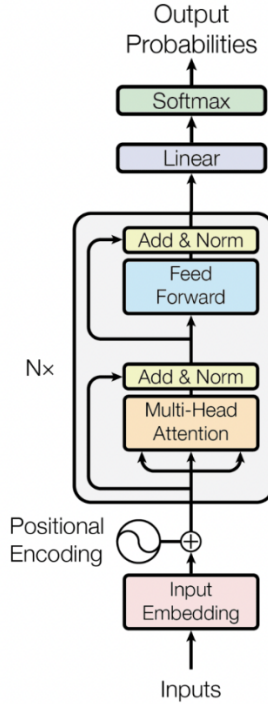 Output
Probabilities
Softmax
Linear
Add & Norm
Feed
Forward
N×
Add & Norm
Multi-Head
Attention
Positional
Encoding
Input
Embedding
Inputs